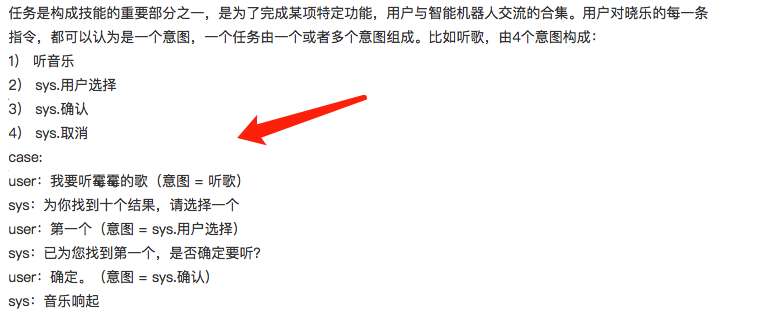 任务是构成技能的重要部分之一，是为了完成某项特定功能，用户与智能机器人交流的合集。用户对晓乐的每一条
指令，都可以认为是一个意图，一个任务由一个或者多个意图组成。比如听歌，由4个意图构成：
1） 听音乐
2） sys.用户选择
3） sys.确认
4） sys.取消
case:
user：我要听霉霉的歌（意图 = 听歌）
sys：为你找到十个结果，请选择一个
user：第一个（意图 = sys.用户选择）
sys：已为您找到第一个，是否确定要听？
user：确定。（意图 = sys.确认）
sys：音乐响起